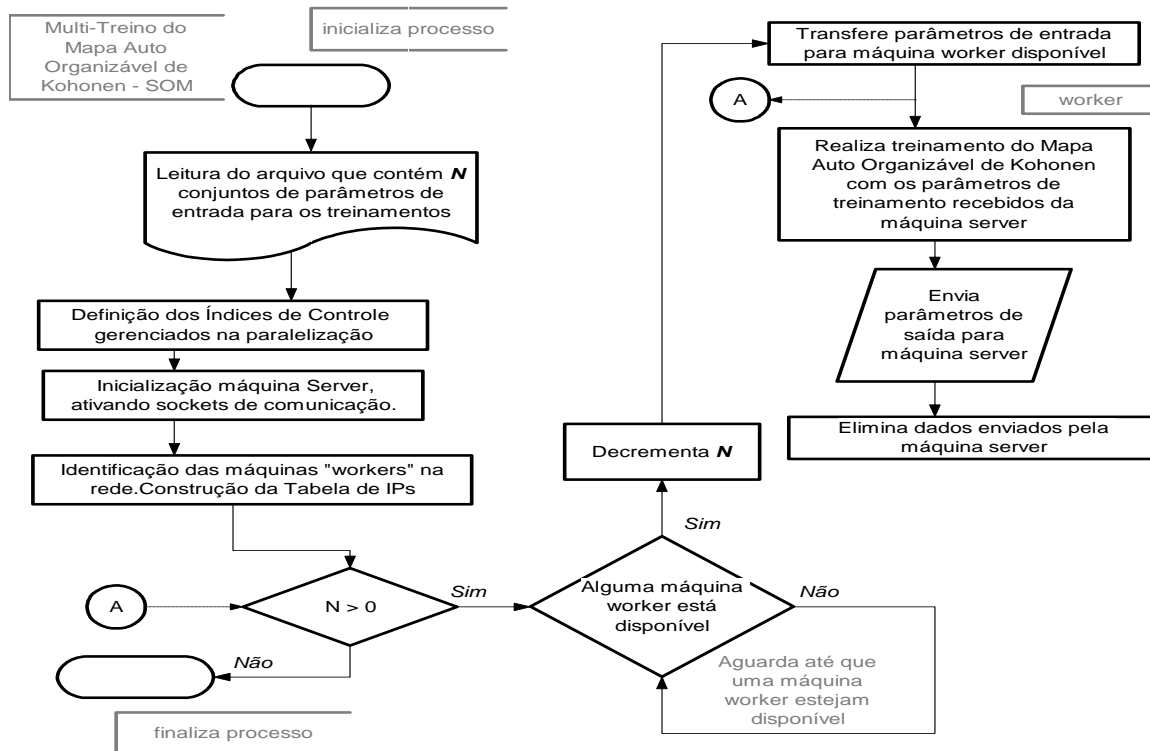 Multi-Treino do
Mapa Auto
Organizável de
Kohonen - SOM
inicializa processo
Leitura do arquivo que contém N
conjuntos de parâmetros de
entrada para os treinamentos
Definição dos Índices de Controle
gerenciados na paralelização
Inicialização máquina Server,
ativando sockets de comunicação.
Identificação das máquinas "workers" na
rede.Construção da Tabela de IPs
A
N > 0
Sim
Não
finaliza processo
Alguma máquina
worker está
disponível
Não
Aguarda até que
uma máquina
worker estejam
disponível
Sim
Decrementa N
Transfere parâmetros de entrada
para máquina worker disponível
A
worker
Realiza treinamento do Mapa
Auto Organizável de Kohonen
com os parâmetros de
treinamento recebidos da
máquina server
Envia
parâmetros de
saída para
máquina server
Elimina dados enviados pela
máquina server